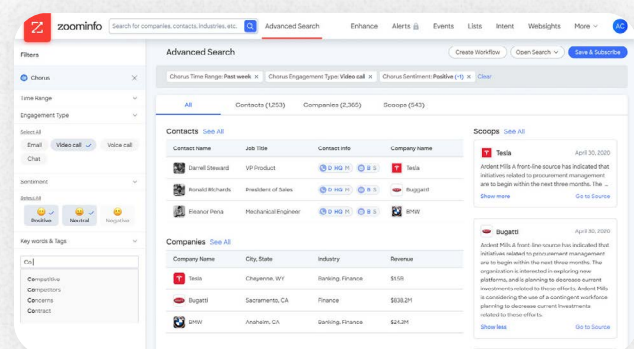 zoominfo
Search for companies, contacts, industries, etc.
Advanced Search
Enhance
Alerts
Events
Lists
Intent
Websights
More
AC
Filters
Advanced Search
Create Workflow
Open Search
Save & Subscribe
Chorus
Chorus Time Range: Past week ×
Chorus Engagement Type: Video call ×
Chorus Sentiment: Positive (+1) ×
Clear
Time Range
Engagement Type
Select All
Email
Video call
Voice call
Chat
Sentiment
Select All
Positive
Neutral
Negative
Key words & Tags
Co
Competitive
Competitors
Concerns
Contract
All
Contacts (1,253)
Companies (2,365)
Scoops (543)
Contacts See All
Contact Name
Job Title
Contact Info
Company Name
Darrell Steward
VP Product
D HQ M
B S
Tesla
Ronald Richards
President of Sales
D HQ M
B S
Buggati
Eleanor Pena
Mechanical Engineer
D HQ M
B S
BMW
Companies See All
Company Name
City, State
Industry
Revenue
Tesla
Cheyenne, WY
Banking, Finance
Bugatti
Sacramento, CA
Finance
$838.2M
BMW
Anaheim, CA
Banking, Finance
$24.3M
Scoops See All
Tesla
April 30, 2020
Ardent Mills A front-line source has indicated that
initiatives related to procurement management
are to begin within the next three months. The ...
Show more
Go to Source
Bugatti
April 30, 2020
Ardent Mills A front-line source has indicated that
initiatives related to procurement management
are to begin within the next three months. The
organization is interested in exploring new
platforms, and is planning to decrease current
investments related to these efforts. Ardent Mills
is considering the use of a contingent workforce
planning to decrease current investments
related to these efforts.
Show less
Go to Source